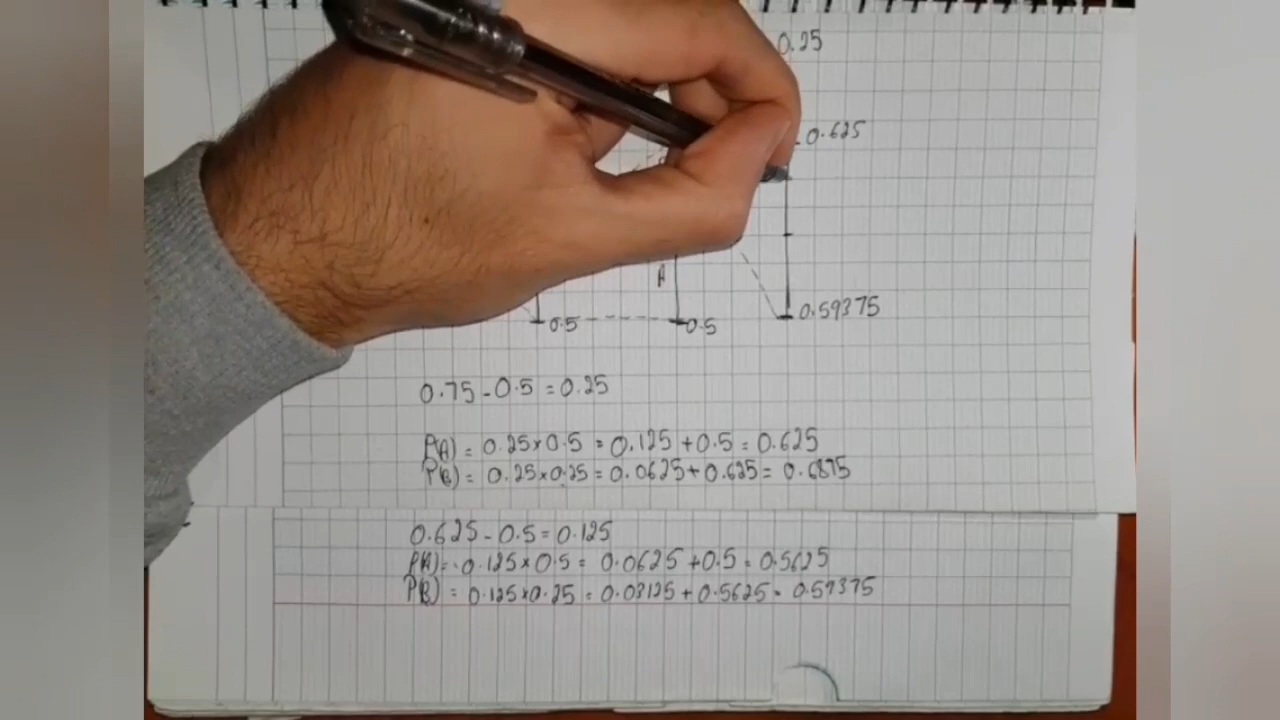 0.25
0.625
A
0.59375
0.5
0.5
0.75 - 0.5 = 0.25
P(A) = 0.25 × 0.5 = 0.125 + 0.5 = 0.625
P(B) = 0.25 × 0.25 = 0.0625 + 0.625 = 0.6875
0.625 - 0.5 = 0.125
P(A) = 0.125 × 0.5 = 0.0625 + 0.5 = 0.5625
P(B) = 0.125 × 0.25 = 0.03125 + 0.5625 = 0.59375